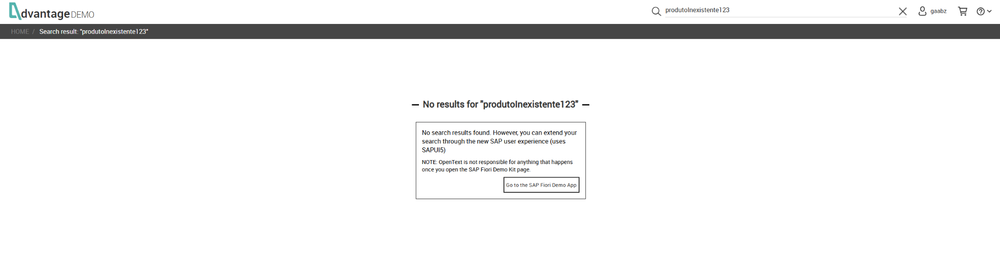 dvantage DEMO
produtoInexistente123
gaabz
HOME / Search result: "produtoInexistente123"
No results for "produtoInexistente123"
No search results found. However, you can extend your
search through the new SAP user experience (uses
SAPUI5)
NOTE: OpenText is not responsible for anything that happens
once you open the SAP Fiori Demo Kit page.
Go to the SAP Fiori Demo App